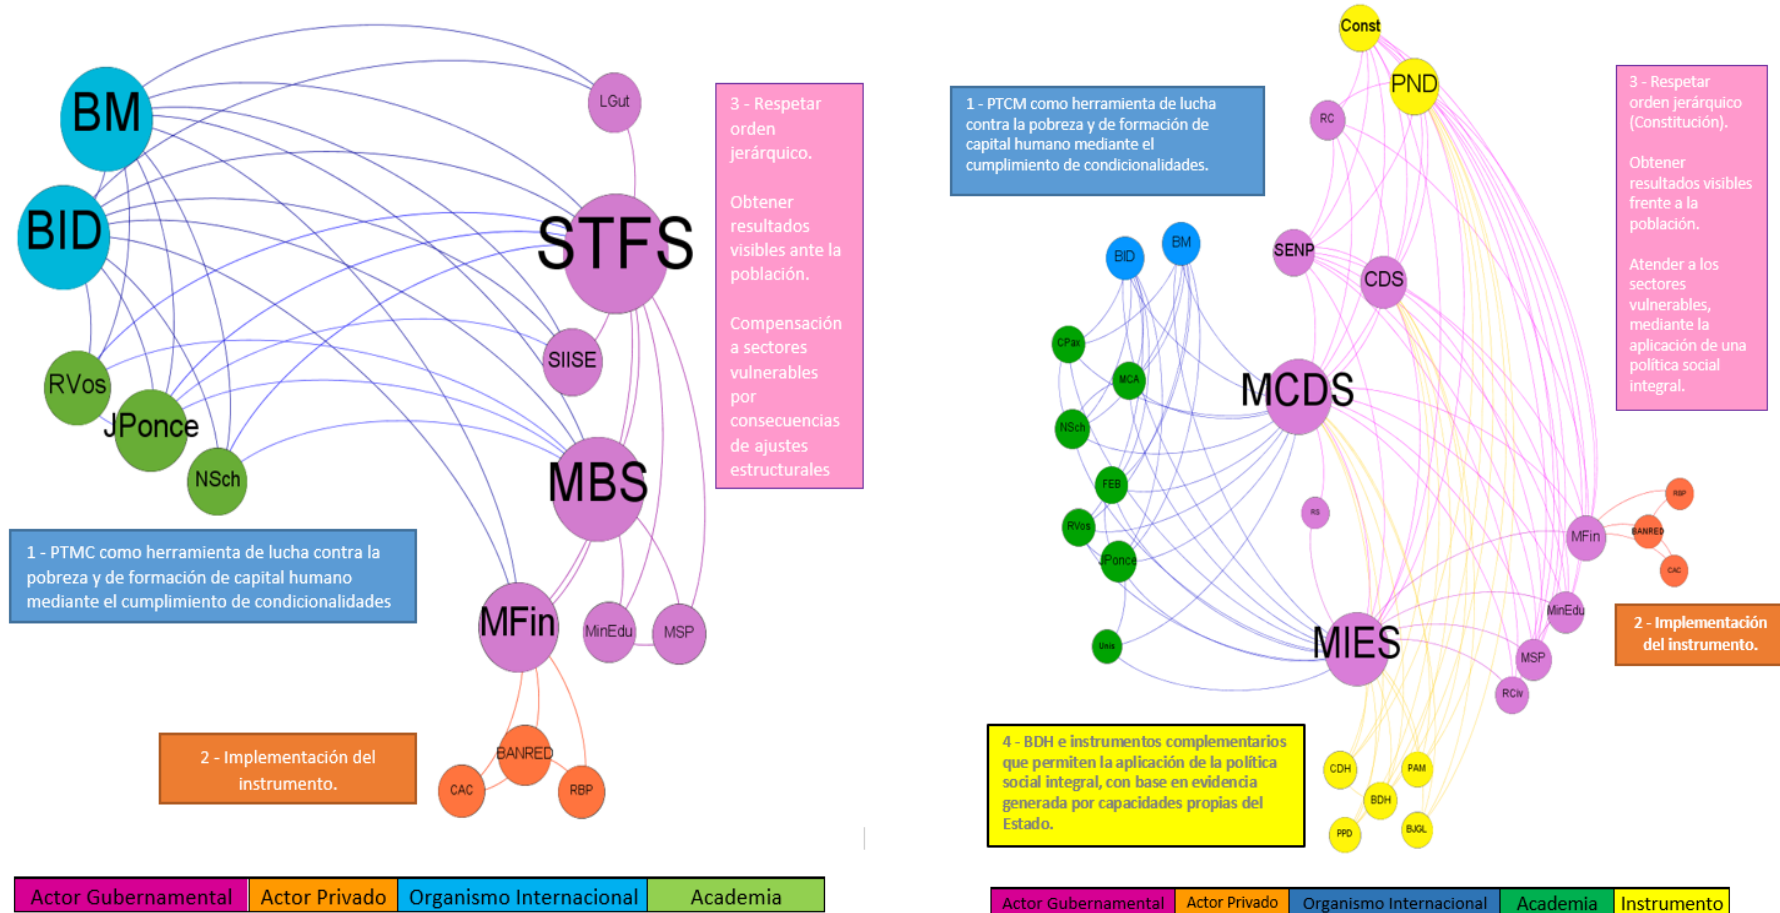 BM
LGut
BID
STFS
SIISE
RVos
JPonce
NSch
MBS
MFin
MinEdu
MSP
BANRED
CAC
RBP
3 - Respetar
orden
jerárquico.
Obtener
resultados
visibles ante la
población.
Compensación
a sectores
vulnerables
por
consecuencias
de ajustes
estructurales
1 - PTMC como herramienta de lucha contra la
pobreza y de formación de capital humano
mediante el cumplimiento de condicionalidades
2 - Implementación del
instrumento.
Actor Gubernamental
Actor Privado
Organismo Internacional
Academia
Const
PND
RC
1 - PTCM como herramienta de lucha
contra la pobreza y de formación de
capital humano mediante el
cumplimiento de condicionalidades.
3 - Respetar
orden jerárquico
(Constitución).
Obtener
resultados visibles
frente a la
población.
Atender a los
sectores
vulnerables,
mediante la
aplicación de una
política social
integral.
BID
BM
SENP
CDS
CPax
MCA
MCDS
NSch
FEB
RVos
JPonce
RS
RBP
BANRED
MFin
CAC
MinEdu
Unis
MIES
MSP
RCiv
2 - Implementación
del instrumento.
4 - BDH e instrumentos complementarios
que permiten la aplicación de la política
social integral, con base en evidencia
generada por capacidades propias del
Estado.
CDH
PAM
BDH
PPD
BJGL
Actor Gubernamental
Actor Privado
Organismo Internacional
Academia
Instrumento